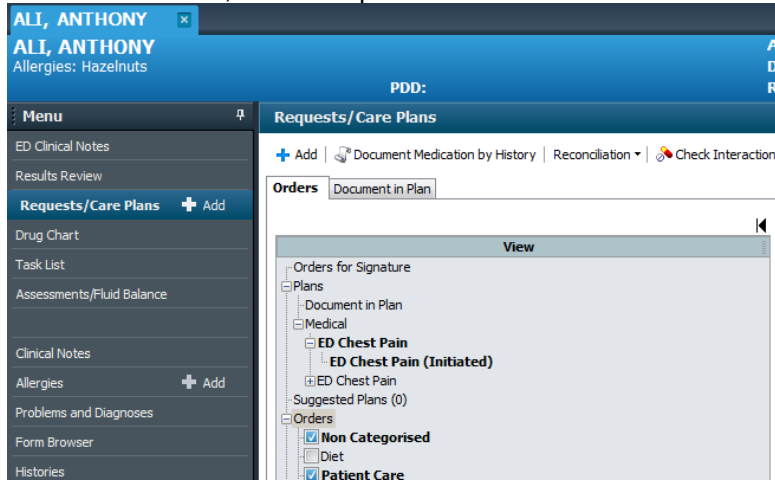 ALI, ANTHONY
ALI, ANTHONY
Allergies: Hazelnuts
PDD:
Menu
ED Clinical Notes
Results Review
Requests/Care Plans + Add
Drug Chart
Task List
Assessments/Fluid Balance
Clinical Notes
Allergies + Add
Problems and Diagnoses
Form Browser
Histories
Requests/Care Plans
+ Add | Document Medication by History | Reconciliation | Check Interaction
Orders Document in Plan
View
Orders for Signature
Plans
Document in Plan
Medical
ED Chest Pain
ED Chest Pain (Initiated)
ED Chest Pain
Suggested Plans (0)
Orders
Non Categorised
Diet
Patient Care